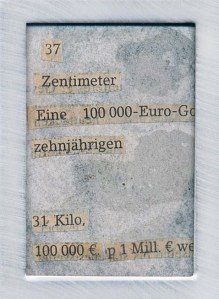 37
Zentimeter
Eine 100 000-Euro-Go
zehnjährigen
31 Kilo,
100 000 € p 1 Mill. € we